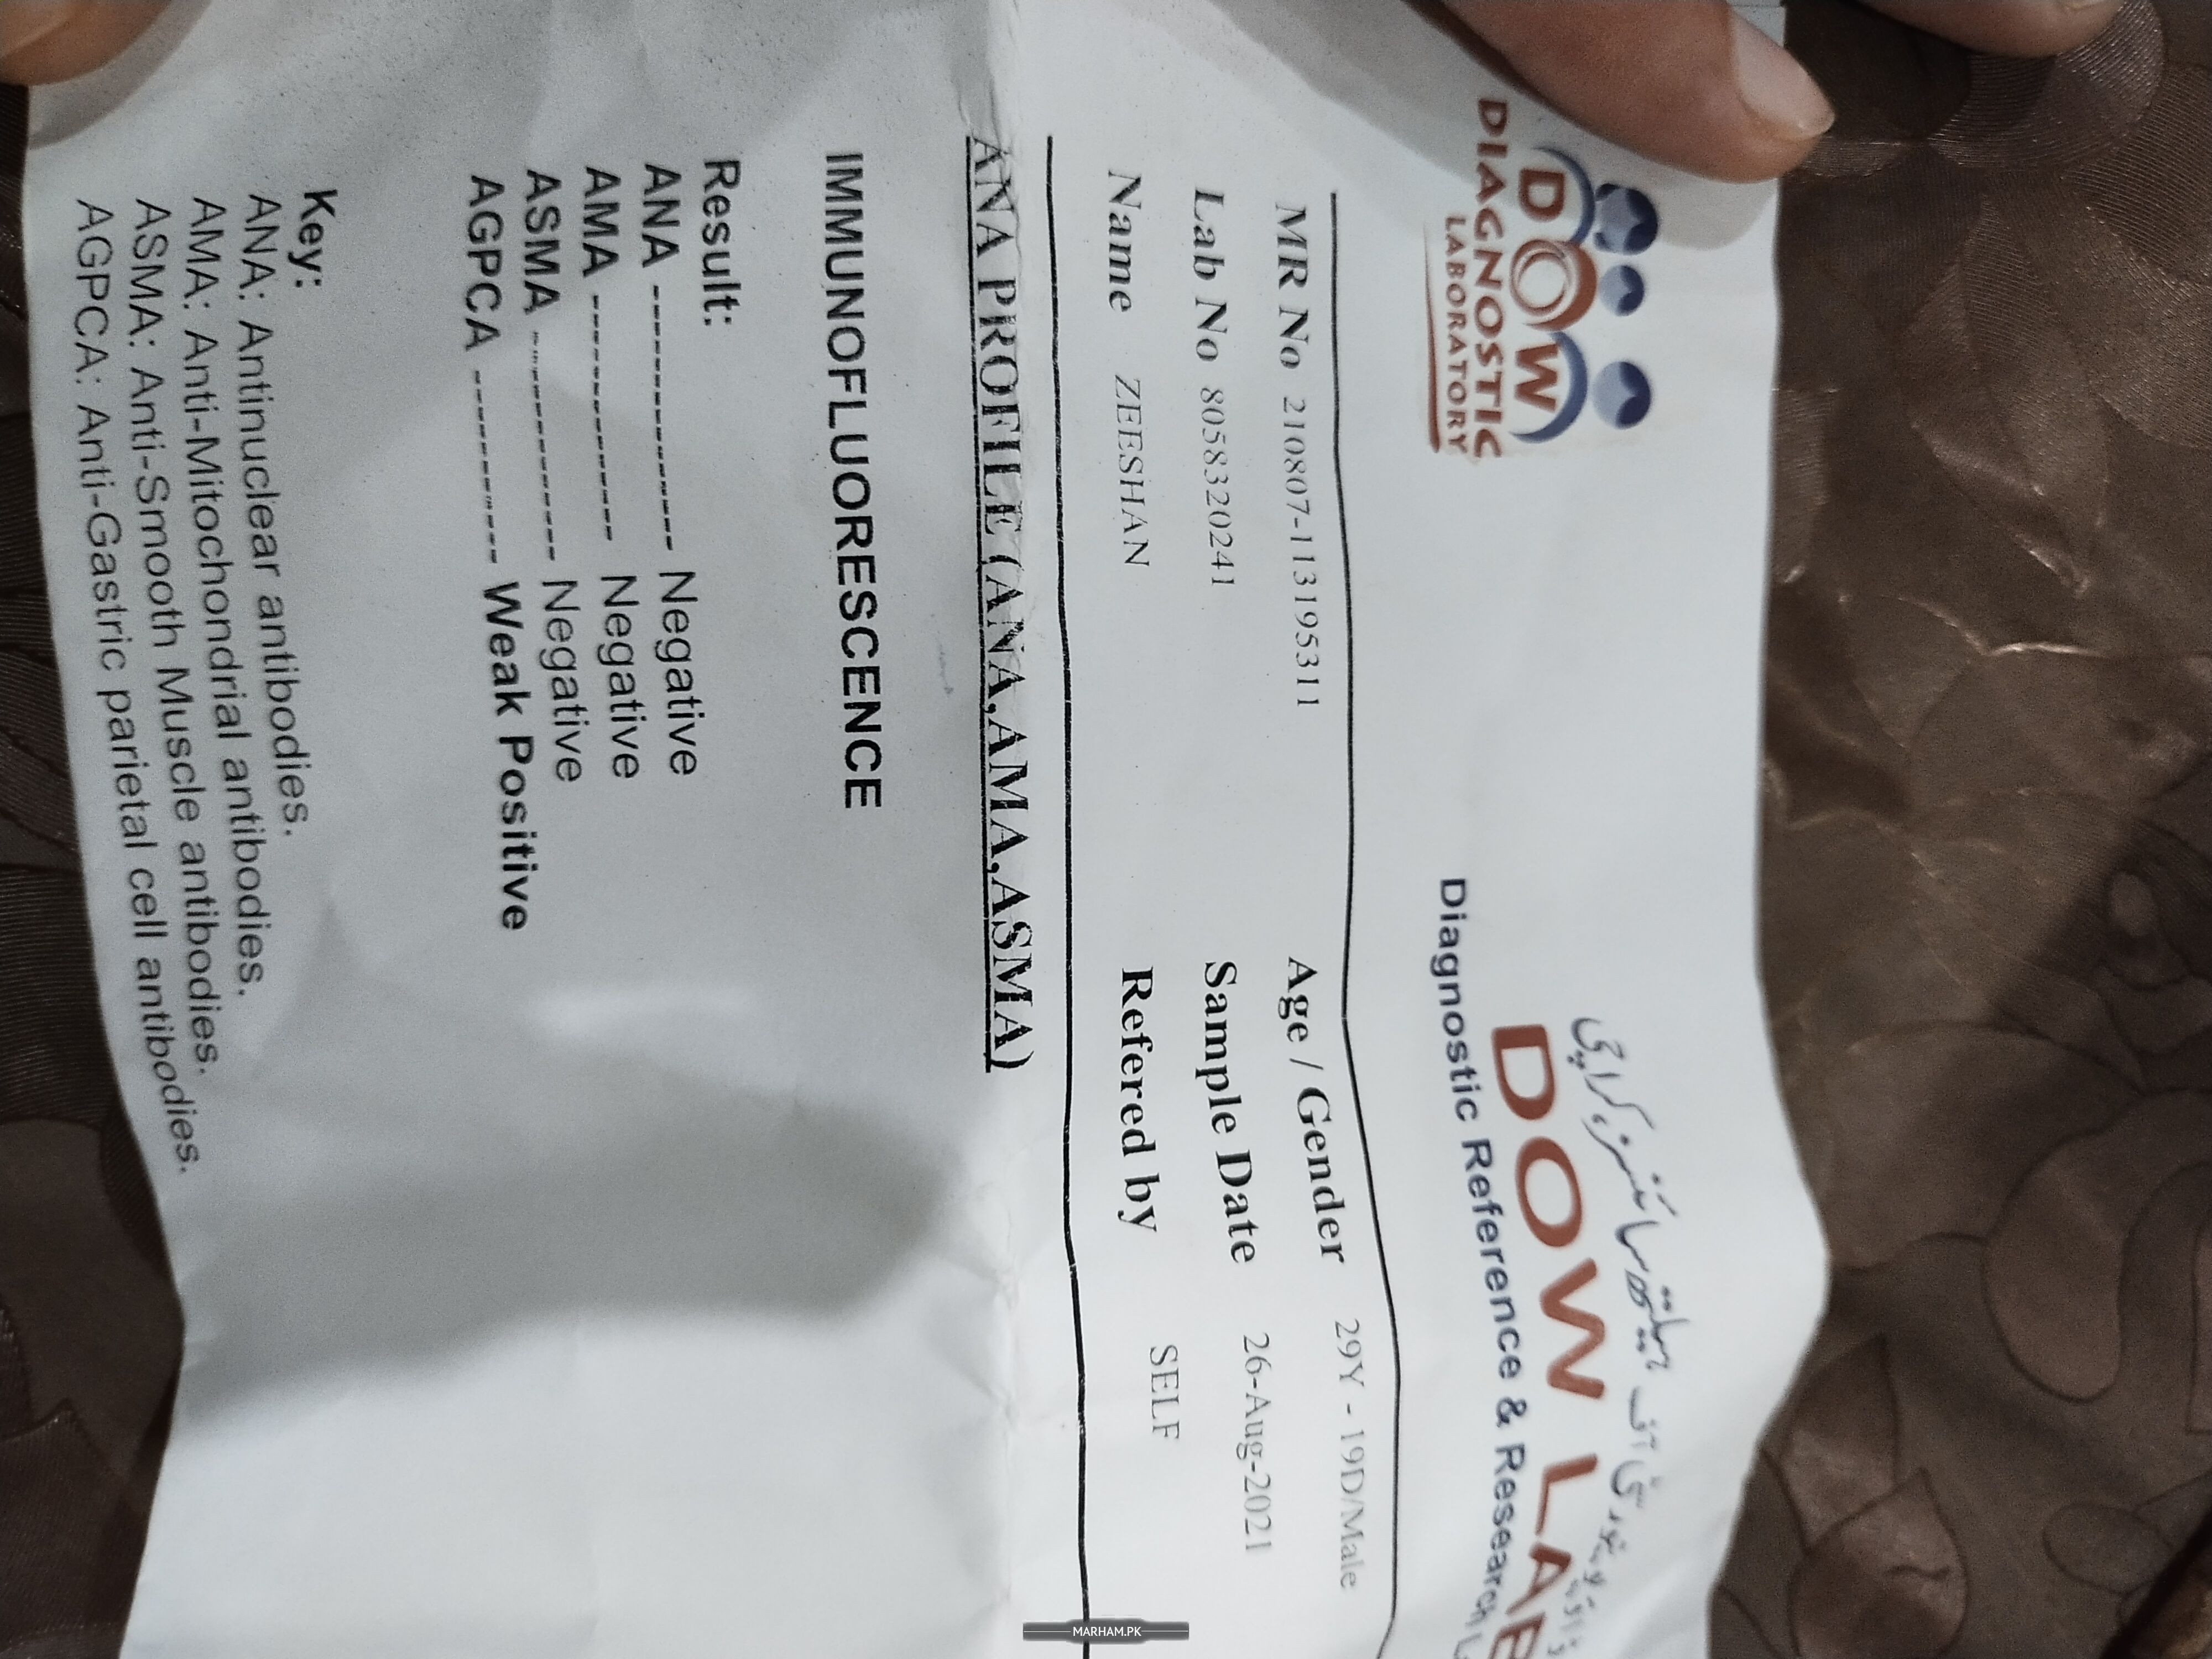 DOW
DIAGNOSTIC
LABORATORY
DOW LAB
Diagnostic Reference & Research
MR No 210807-113195311
Age / Gender 29Y - 19D/Male
Lab No 8058320241
Sample Date 26-Aug-2021
Name ZEESHAN
Refered by SELF
ANA PROFILE (ANA,AMA,ASMA)
IMMUNOFLUORESCENCE
Result:
ANA ------------------ Negative
AMA ----------------- Negative
ASMA ---------------- Negative
AGPCA -------------- Weak Positive
Key:
ANA: Antinuclear antibodies.
AMA: Anti-Mitochondrial antibodies.
ASMA: Anti-Smooth Muscle antibodies.
AGPCA: Anti-Gastric parietal cell antibodies.
MARHAM.PK